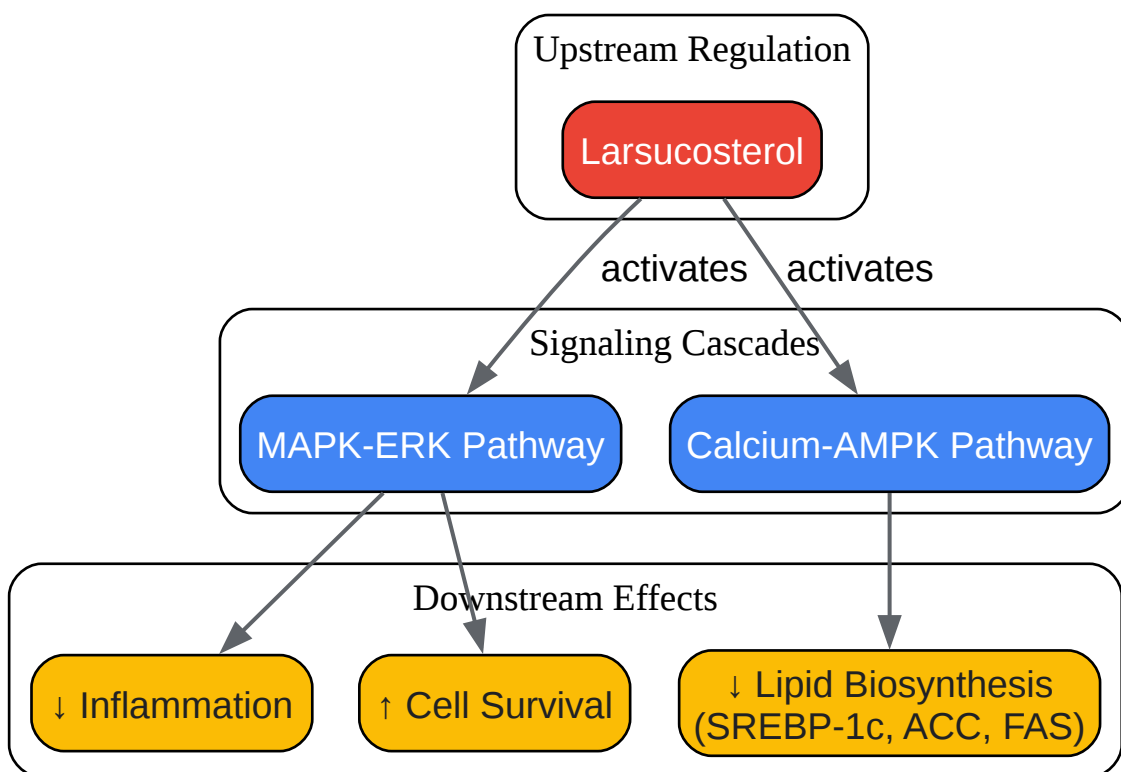 Upstream Regulation
Larsucosterol
activates activates
Signaling Cascades
MAPK-ERK Pathway
Calcium-AMPK Pathway
Downstream Effects
↓ Inflammation
↑ Cell Survival
↓ Lipid Biosynthesis
(SREBP-1c, ACC, FAS)